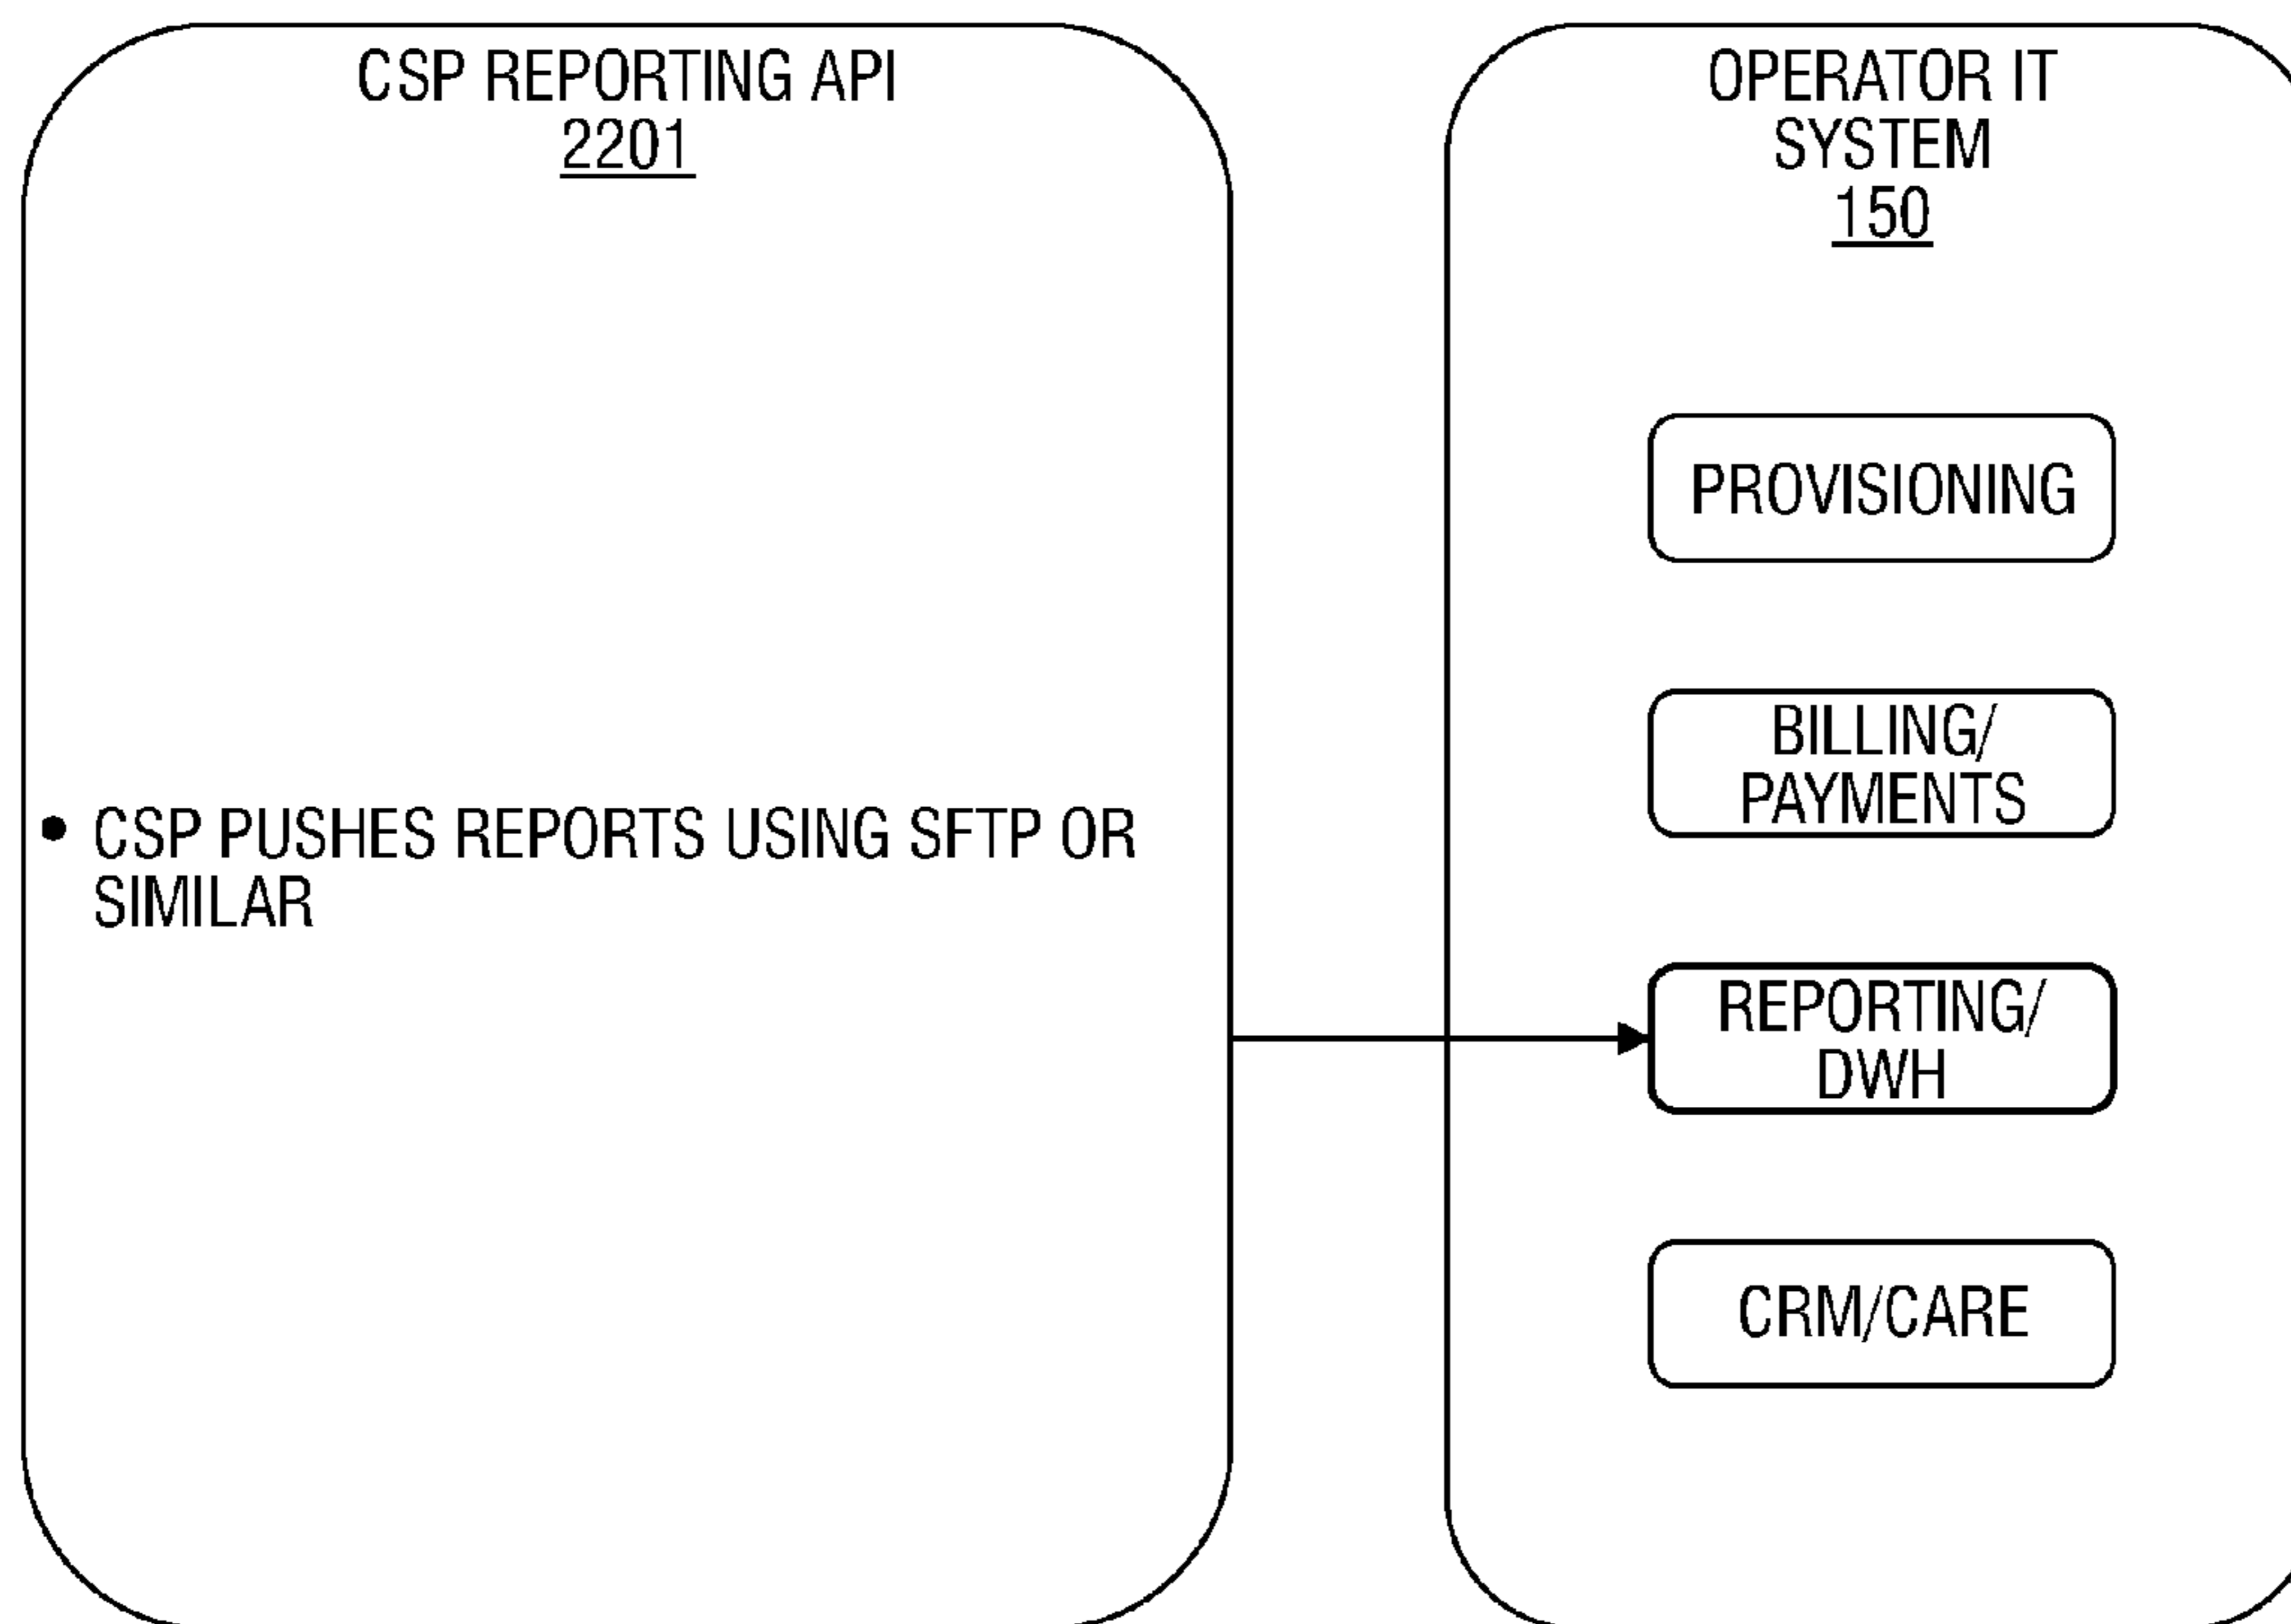 CSP REPORTING API
2201
• CSP PUSHES REPORTS USING SFTP OR
SIMILAR
OPERATOR IT
SYSTEM
150
PROVISIONING
BILLING/
PAYMENTS
REPORTING/
DWH
CRM/CARE